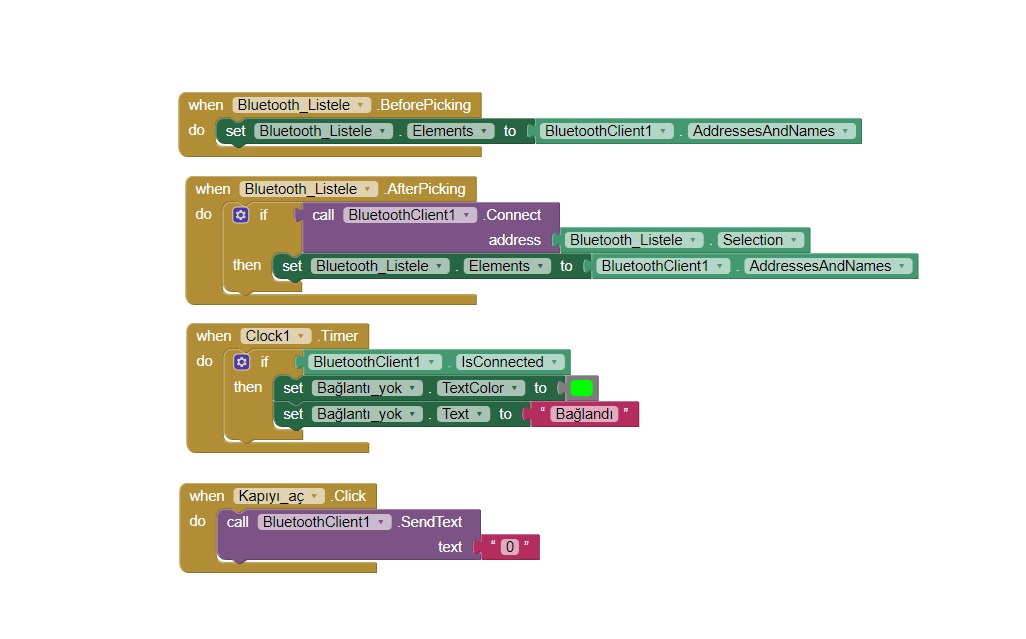 when Bluetooth_Listele .BeforePicking
do set Bluetooth_Listele . Elements to BluetoothClient1 . AddressesAndNames
when Bluetooth_Listele .AfterPicking
do if call BluetoothClient1 .Connect
address Bluetooth_Listele . Selection
then set Bluetooth_Listele . Elements to BluetoothClient1 . AddressesAndNames
when Clock1 .Timer
do if BluetoothClient1 . IsConnected
then set Bağlantı_yok . TextColor to
set Bağlantı_yok . Text to “ Bağlandı ”
when Kapıyı_aç .Click
do call BluetoothClient1 .SendText
text “ 0 ”